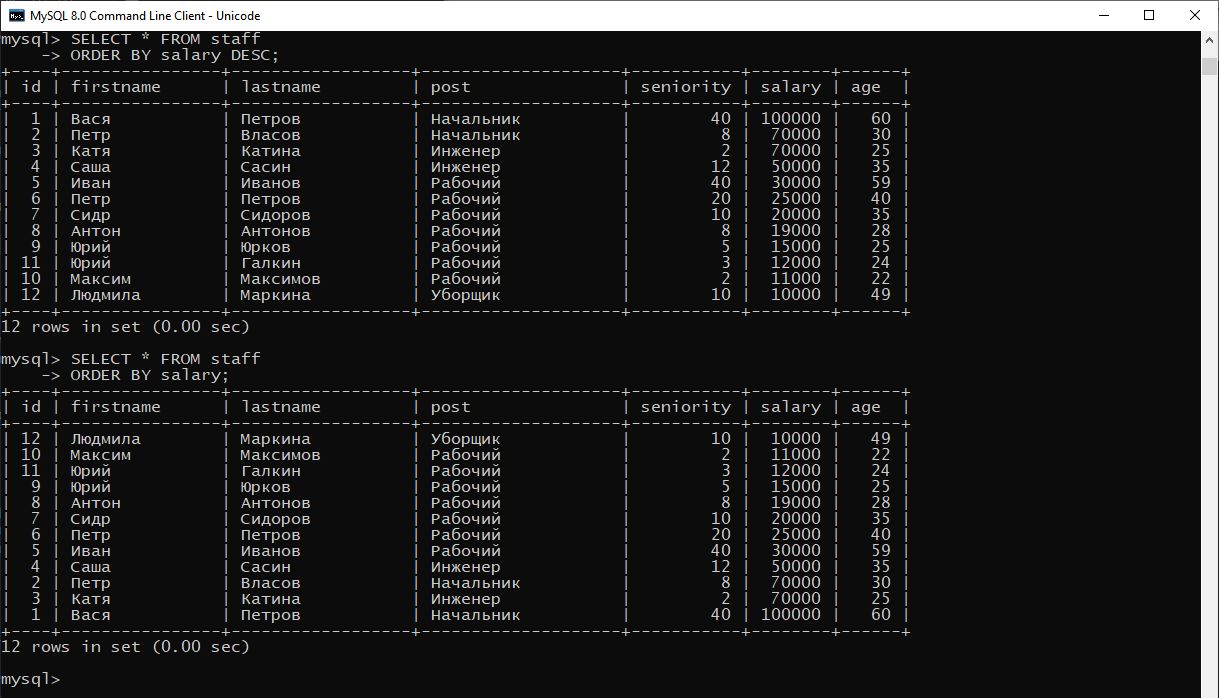 MySQL 8.0 Command Line Client - Unicode
mysql> SELECT * FROM staff
    -> ORDER BY salary DESC;
+----+----------------+------------------+--------------------+-----------+--------+------+
| id | firstname      | lastname         | post               | seniority | salary | age  |
+----+----------------+------------------+--------------------+-----------+--------+------+
|  1 | Вася           | Петров           | Начальник          |        40 | 100000 |   60 |
|  2 | Петр           | Власов           | Начальник          |         8 |  70000 |   30 |
|  3 | Катя           | Катина           | Инженер            |         2 |  70000 |   25 |
|  4 | Саша           | Сасин            | Инженер            |        12 |  50000 |   35 |
|  5 | Иван           | Иванов           | Рабочий            |        40 |  30000 |   59 |
|  6 | Петр           | Петров           | Рабочий            |        20 |  25000 |   40 |
|  7 | Сидр           | Сидоров          | Рабочий            |        10 |  20000 |   35 |
|  8 | Антон          | Антонов          | Рабочий            |         8 |  19000 |   28 |
|  9 | Юрий           | Юрков            | Рабочий            |         5 |  15000 |   25 |
| 11 | Юрий           | Галкин           | Рабочий            |         3 |  12000 |   24 |
| 10 | Максим         | Максимов         | Рабочий            |         2 |  11000 |   22 |
| 12 | Людмила        | Маркина          | Уборщик            |        10 |  10000 |   49 |
+----+----------------+------------------+--------------------+-----------+--------+------+
12 rows in set (0.00 sec)

mysql> SELECT * FROM staff
    -> ORDER BY salary;
+----+----------------+------------------+--------------------+-----------+--------+------+
| id | firstname      | lastname         | post               | seniority | salary | age  |
+----+----------------+------------------+--------------------+-----------+--------+------+
| 12 | Людмила        | Маркина          | Уборщик            |        10 |  10000 |   49 |
| 10 | Максим         | Максимов         | Рабочий            |         2 |  11000 |   22 |
| 11 | Юрий           | Галкин           | Рабочий            |         3 |  12000 |   24 |
|  9 | Юрий           | Юрков            | Рабочий            |         5 |  15000 |   25 |
|  8 | Антон          | Антонов          | Рабочий            |         8 |  19000 |   28 |
|  7 | Сидр           | Сидоров          | Рабочий            |        10 |  20000 |   35 |
|  6 | Петр           | Петров           | Рабочий            |        20 |  25000 |   40 |
|  5 | Иван           | Иванов           | Рабочий            |        40 |  30000 |   59 |
|  4 | Саша           | Сасин            | Инженер            |        12 |  50000 |   35 |
|  2 | Петр           | Власов           | Начальник          |         8 |  70000 |   30 |
|  3 | Катя           | Катина           | Инженер            |         2 |  70000 |   25 |
|  1 | Вася           | Петров           | Начальник          |        40 | 100000 |   60 |
+----+----------------+------------------+--------------------+-----------+--------+------+
12 rows in set (0.00 sec)

mysql>